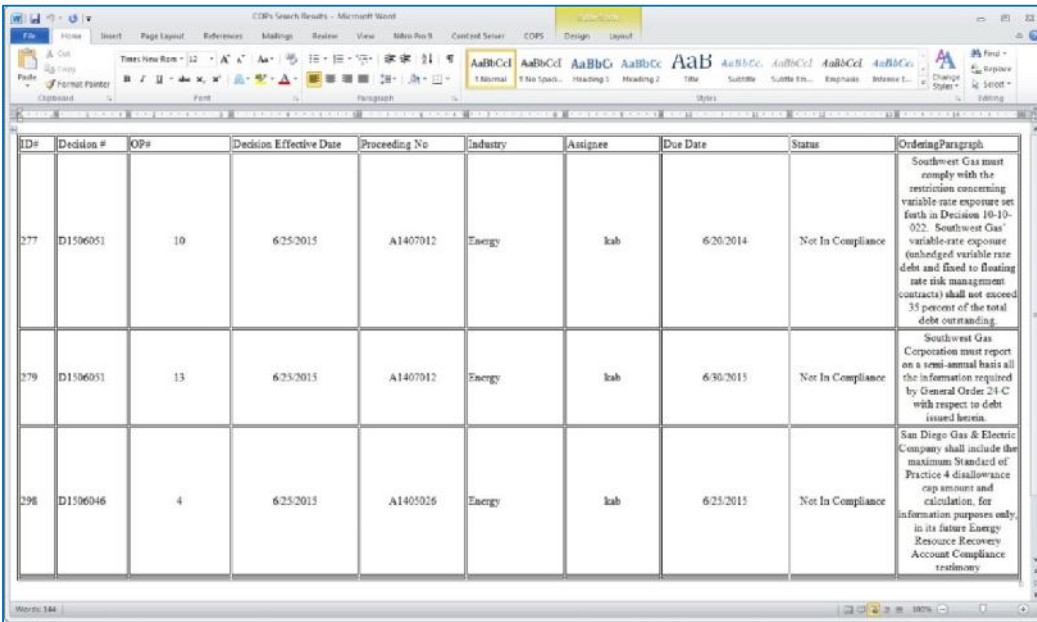 COPs Search Results - Microsoft Word
File Home Insert Page Layout References Mailings Review View Nitro Pro 9 Content Server COPS Design Layout
Cut
Copy
Paste
Format Painter
Clipboard
Times New Rom 12
Font
Paragraph
AaBbCcI AaBbCcI AaBbC AaBbCc AaB AaBbCc. AaBbCcI AaBbCcI AaBbCcI
1 Normal 1 No Spaci... Heading 1 Heading 2 Title Subtitle Subtle Em... Emphasis Intense E...
Change Styles
Styles
Find
Replace
Select
Editing
ID# Decision # OP# Decision Effective Date Proceeding No Industry Assignee Due Date Status OrderingParagraph
277 D1506051 10 6/25/2015 A1407012 Energy kab 6/20/2014 Not In Compliance
Southwest Gas must
comply with the
restriction concerning
variable-rate exposure set
forth in Decision 10-10-
022. Southwest Gas'
variable-rate exposure
(unhedged variable rate
debt and fixed to floating
rate risk management
contracts) shall not exceed
35 percent of the total
debt outstanding.
279 D1506051 13 6/25/2015 A1407012 Energy kab 6/30/2015 Not In Compliance
Southwest Gas
Corporation must report
on a semi-annual basis all
the information required
by General Order 24-C
with respect to debt
issued herein.
298 D1506046 4 6/25/2015 A1405026 Energy kab 6/25/2015 Not In Compliance
San Diego Gas & Electric
Company shall include the
maximum Standard of
Practice 4 disallowance
cap amount and
calculation, for
information purposes only,
in its future Energy
Resource Recovery
Account Compliance
testimony
Words: 144
100%